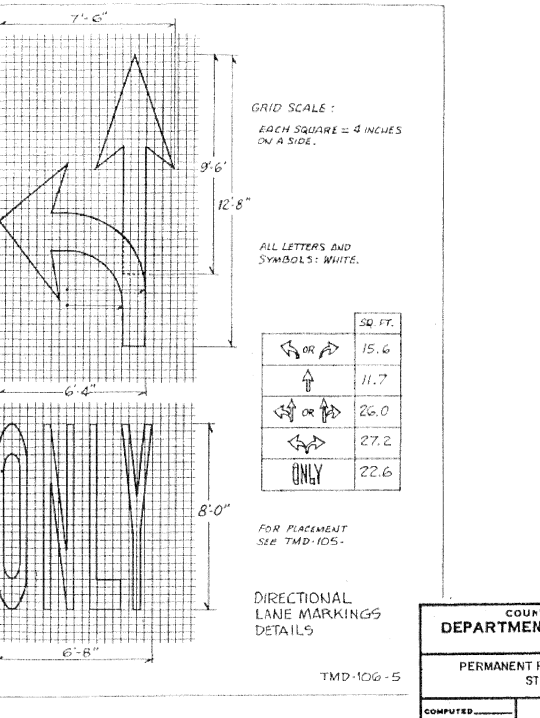 7'-6"
GRID SCALE :
EACH SQUARE = 4 INCHES
ON A SIDE.
9'-6"
12'-8"
ALL LETTERS AND
SYMBOLS: WHITE.
SQ. FT.
OR 15.6
11.7
OR 26.0
27.2
ONLY 22.6
6'-4"
ONLY
8'-0"
FOR PLACEMENT
SEE TMD-105-
DIRECTIONAL
LANE MARKINGS
DETAILS
6'-8"
TMD-106-5
COUN
DEPARTMEN
PERMANENT P
ST
COMPUTED